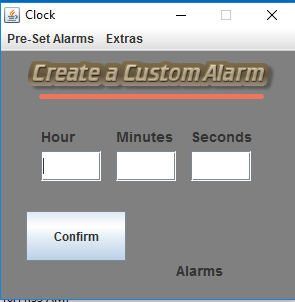 Clock
Pre-Set Alarms Extras
Create a Custom Alarm
Hour Minutes Seconds
Confirm
Alarms